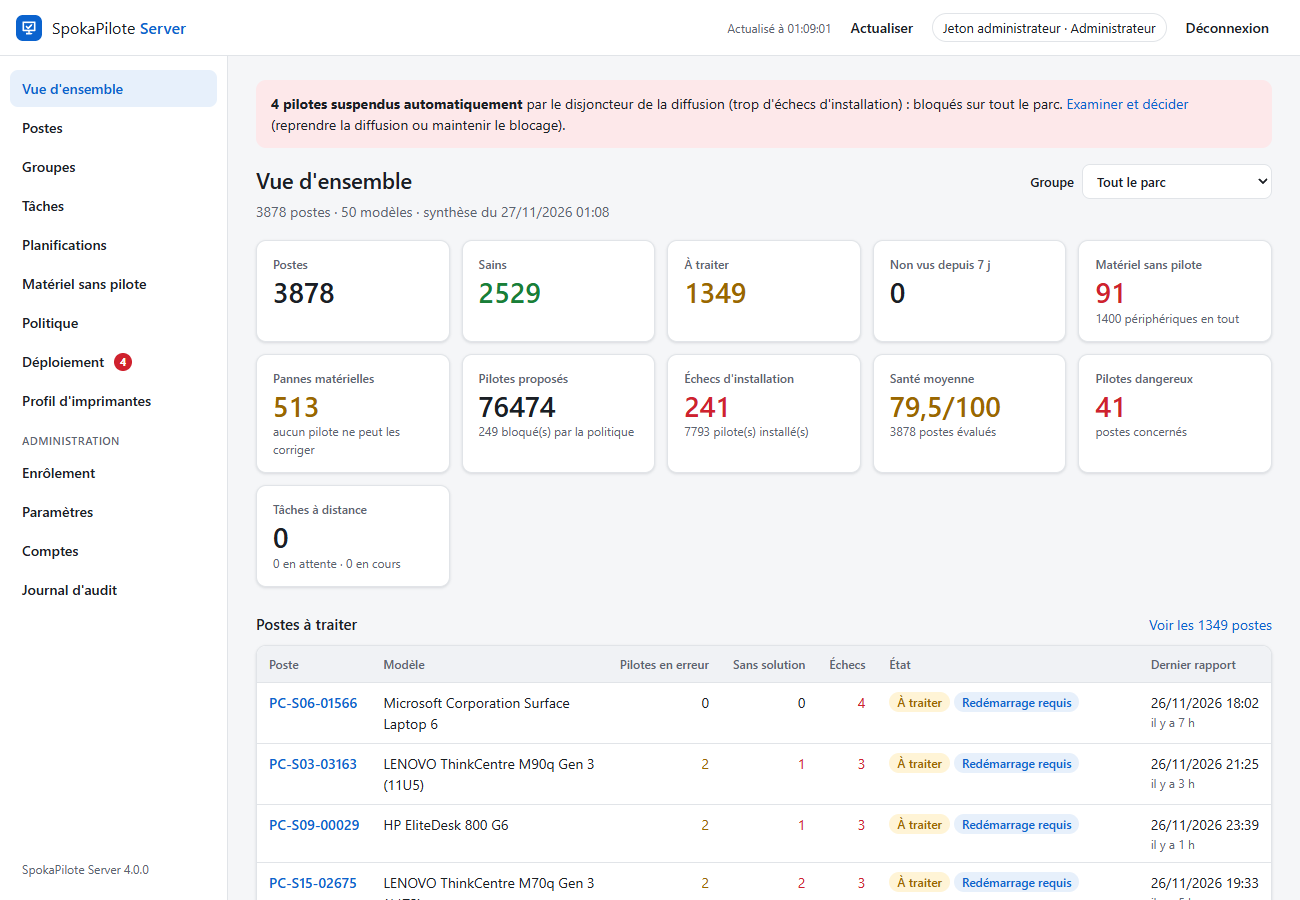 SpokaPilote Server
Actualisé à 01:09:01
Actualiser
Jeton administrateur · Administrateur
Déconnexion
Vue d'ensemble
Postes
Groupes
Tâches
Planifications
Matériel sans pilote
Politique
Déploiement 4
Profil d'imprimantes
ADMINISTRATION
Enrôlement
Paramètres
Comptes
Journal d'audit
SpokaPilote Server 4.0.0
4 pilotes suspendus automatiquement par le disjoncteur de la diffusion (trop d'échecs d'installation) : bloqués sur tout le parc. Examiner et décider
(reprendre la diffusion ou maintenir le blocage).
Vue d'ensemble
Groupe Tout le parc
3878 postes · 50 modèles · synthèse du 27/11/2026 01:08
Postes
3878
Sains
2529
À traiter
1349
Non vus depuis 7 j
0
Matériel sans pilote
91
1400 périphériques en tout
Pannes matérielles
513
aucun pilote ne peut les
corriger
Pilotes proposés
76474
249 bloqué(s) par la politique
Échecs d'installation
241
7793 pilote(s) installé(s)
Santé moyenne
79,5/100
3878 postes évalués
Pilotes dangereux
41
postes concernés
Tâches à distance
0
0 en attente · 0 en cours
Postes à traiter
Voir les 1349 postes
Poste Modèle Pilotes en erreur Sans solution Échecs État Dernier rapport
PC-S06-01566 Microsoft Corporation Surface 0 0 4 À traiter Redémarrage requis 26/11/2026 18:02
Laptop 6 il y a 7 h
PC-S03-03163 LENOVO ThinkCentre M90q Gen 3 2 1 3 À traiter Redémarrage requis 26/11/2026 21:25
(11U5) il y a 3 h
PC-S09-00029 HP EliteDesk 800 G6 2 1 3 À traiter Redémarrage requis 26/11/2026 23:39
il y a 1 h
PC-S15-02675 LENOVO ThinkCentre M70q Gen 3 2 2 3 À traiter Redémarrage requis 26/11/2026 19:33